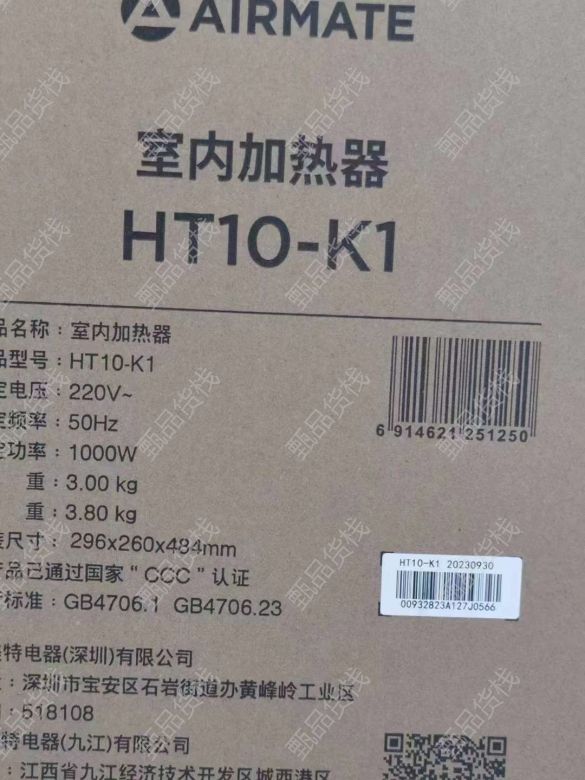 AIRMATE
室内加热器
HT10-K1
品名称：室内加热器
品型号：HT10-K1
定电压：220V~
定频率：50Hz
定功率：1000W
重：3.00 kg
重：3.80 kg
装尺寸：296x260x484mm
产品已通过国家“CCC”认证
行标准：GB4706.1 GB4706.23
6 914621 251250
HT10-K1 20230930
00932823A127J0566
美特电器(深圳)有限公司
：深圳市宝安区石岩街道办黄峰岭工业区
：518108
特电器(九江)有限公司
：江西省九江经济技术开发区城西港区
甄品货栈